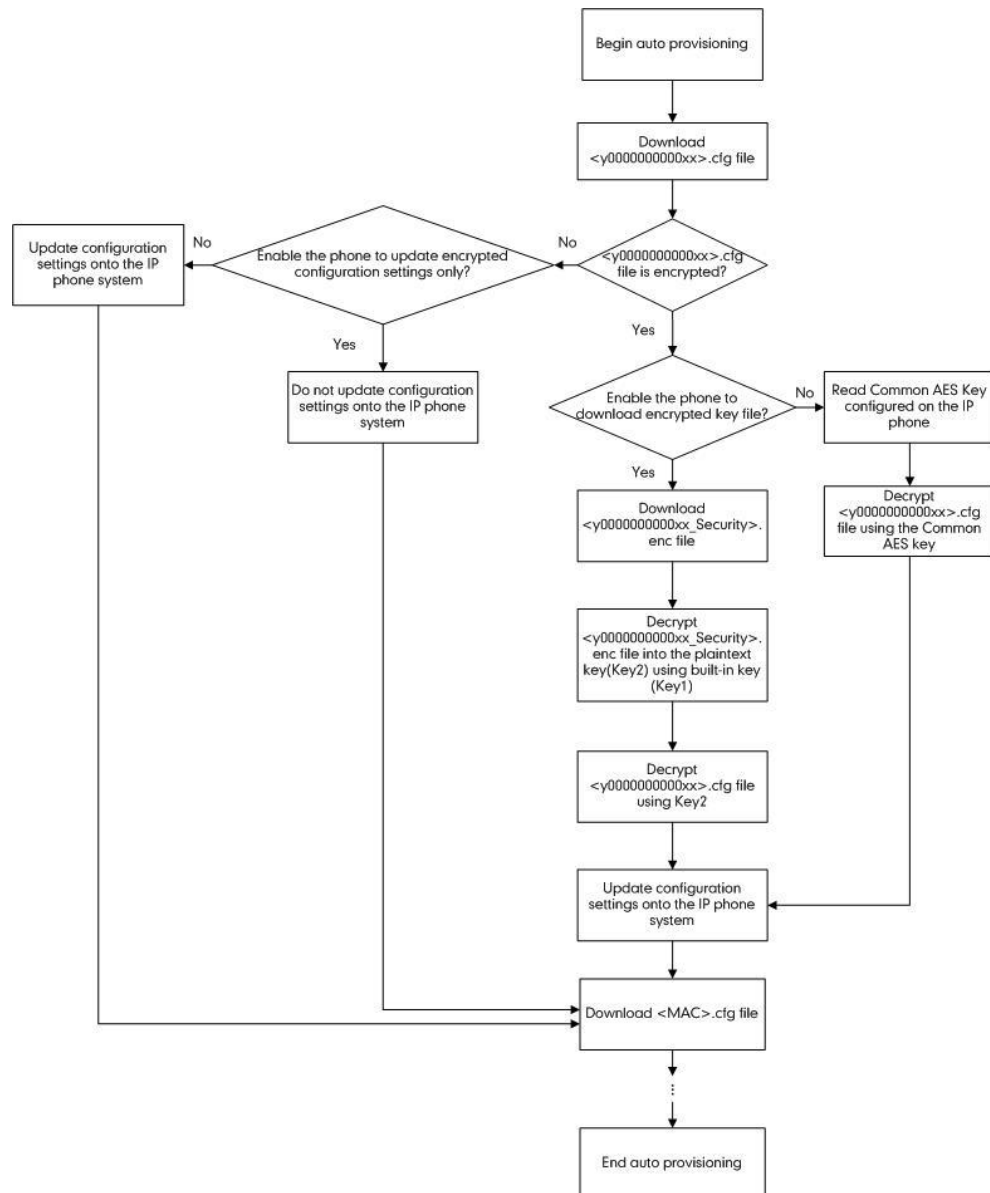 Begin auto provisioning
Download
<y0000000000xx>.cfg file
<y0000000000xx>.cfg
file is encrypted?
No
Enable the phone to update encrypted
configuration settings only?
No
Update configuration
settings onto the IP
phone system
Yes
Do not update configuration
settings onto the IP phone
system
Yes
Enable the phone to
download encrypted key file?
No
Read Common AES Key
configured on the IP
phone
Decrypt
<y0000000000xx>.cfg
file using the Common
AES key
Yes
Download
<y0000000000xx_Security>.
enc file
Decrypt
<y0000000000xx_Security>.
enc file into the plaintext
key(Key2) using built-in key
(Key1)
Decrypt
<y0000000000xx>.cfg file
using Key2
Update configuration
settings onto the IP phone
system
Download <MAC>.cfg file
...
End auto provisioning